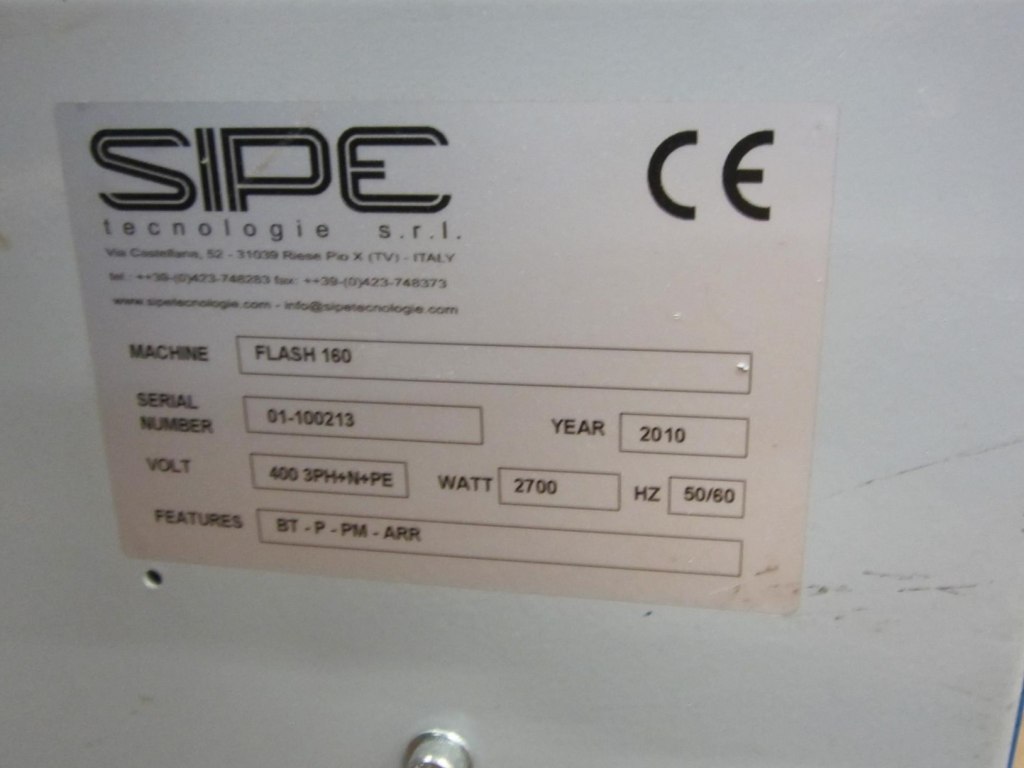 SIPE
tecnologie s.r.l.
CE
Via Castellana, 52 - 31039 Riese Pio X (TV) - ITALY
tel.: ++39-(0)423-748283 fax: ++39-(0)423-748373
www.sipetecnologie.com - info@sipetecnologie.com
MACHINE FLASH 160
SERIAL NUMBER 01-100213 YEAR 2010
VOLT 400 3PH+N+PE WATT 2700 HZ 50/60
FEATURES BT - P - PM - ARR